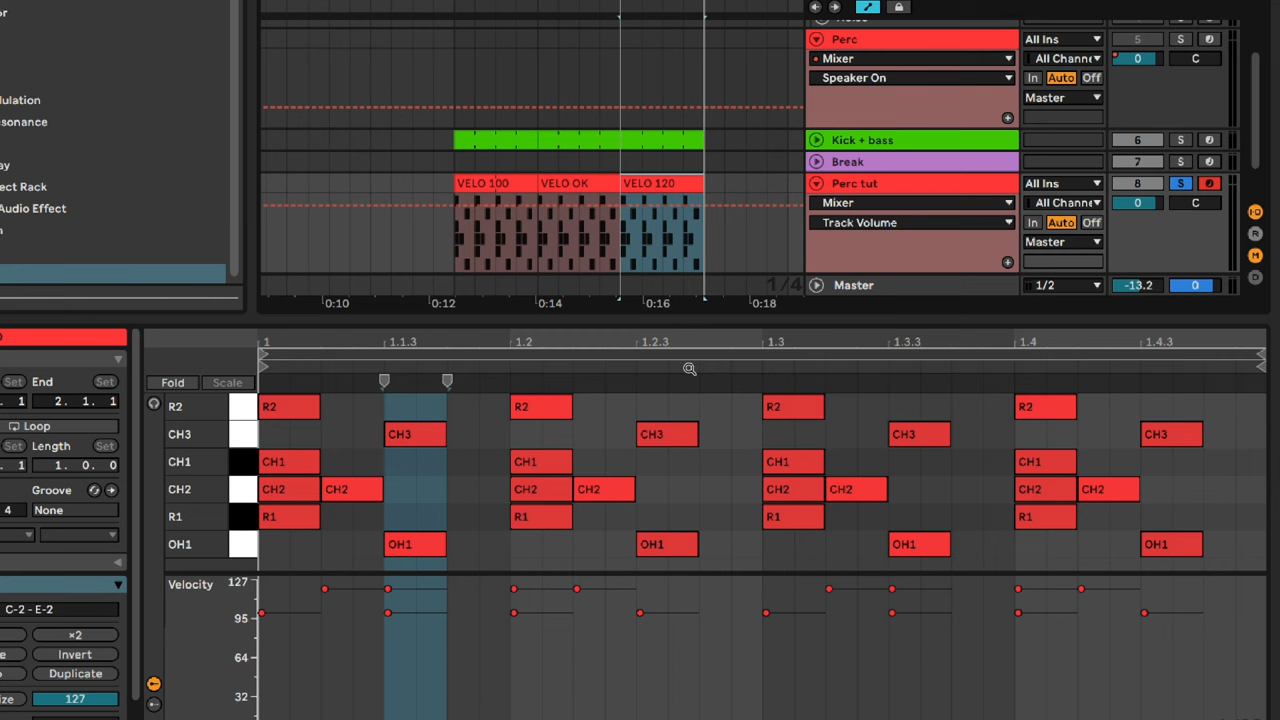 or
ulation
sonance
ay
ect Rack
Audio Effect
n
Perc
Mixer
Speaker On
Kick + bass
Break
Perc tut
Mixer
Track Volume
Master
All Ins
5
S
All Channe
0
C
In
Auto
Off
Master
6
S
7
S
All Ins
8
S
All Channe
0
C
In
Auto
Off
Master
1/2
-13.2
0
I·O
R
M
D
VELO 100
VELO OK
VELO 120
1/4
0:10
0:12
0:14
0:16
0:18
Set
End
Set
1
2. 1. 1
Loop
Set
Length
Set
1
1. 0. 0
Groove
4
None
C-2 - E-2
×2
e
Invert
Duplicate
ize
127
1
1.1.3
1.2
1.2.3
1.3
1.3.3
1.4
1.4.3
Fold
Scale
R2
R2
R2
R2
R2
CH3
CH3
CH3
CH3
CH3
CH1
CH1
CH1
CH1
CH1
CH2
CH2
CH2
CH2
CH2
CH2
CH2
CH2
CH2
R1
R1
R1
R1
R1
OH1
OH1
OH1
OH1
OH1
Velocity
127
95
64
32